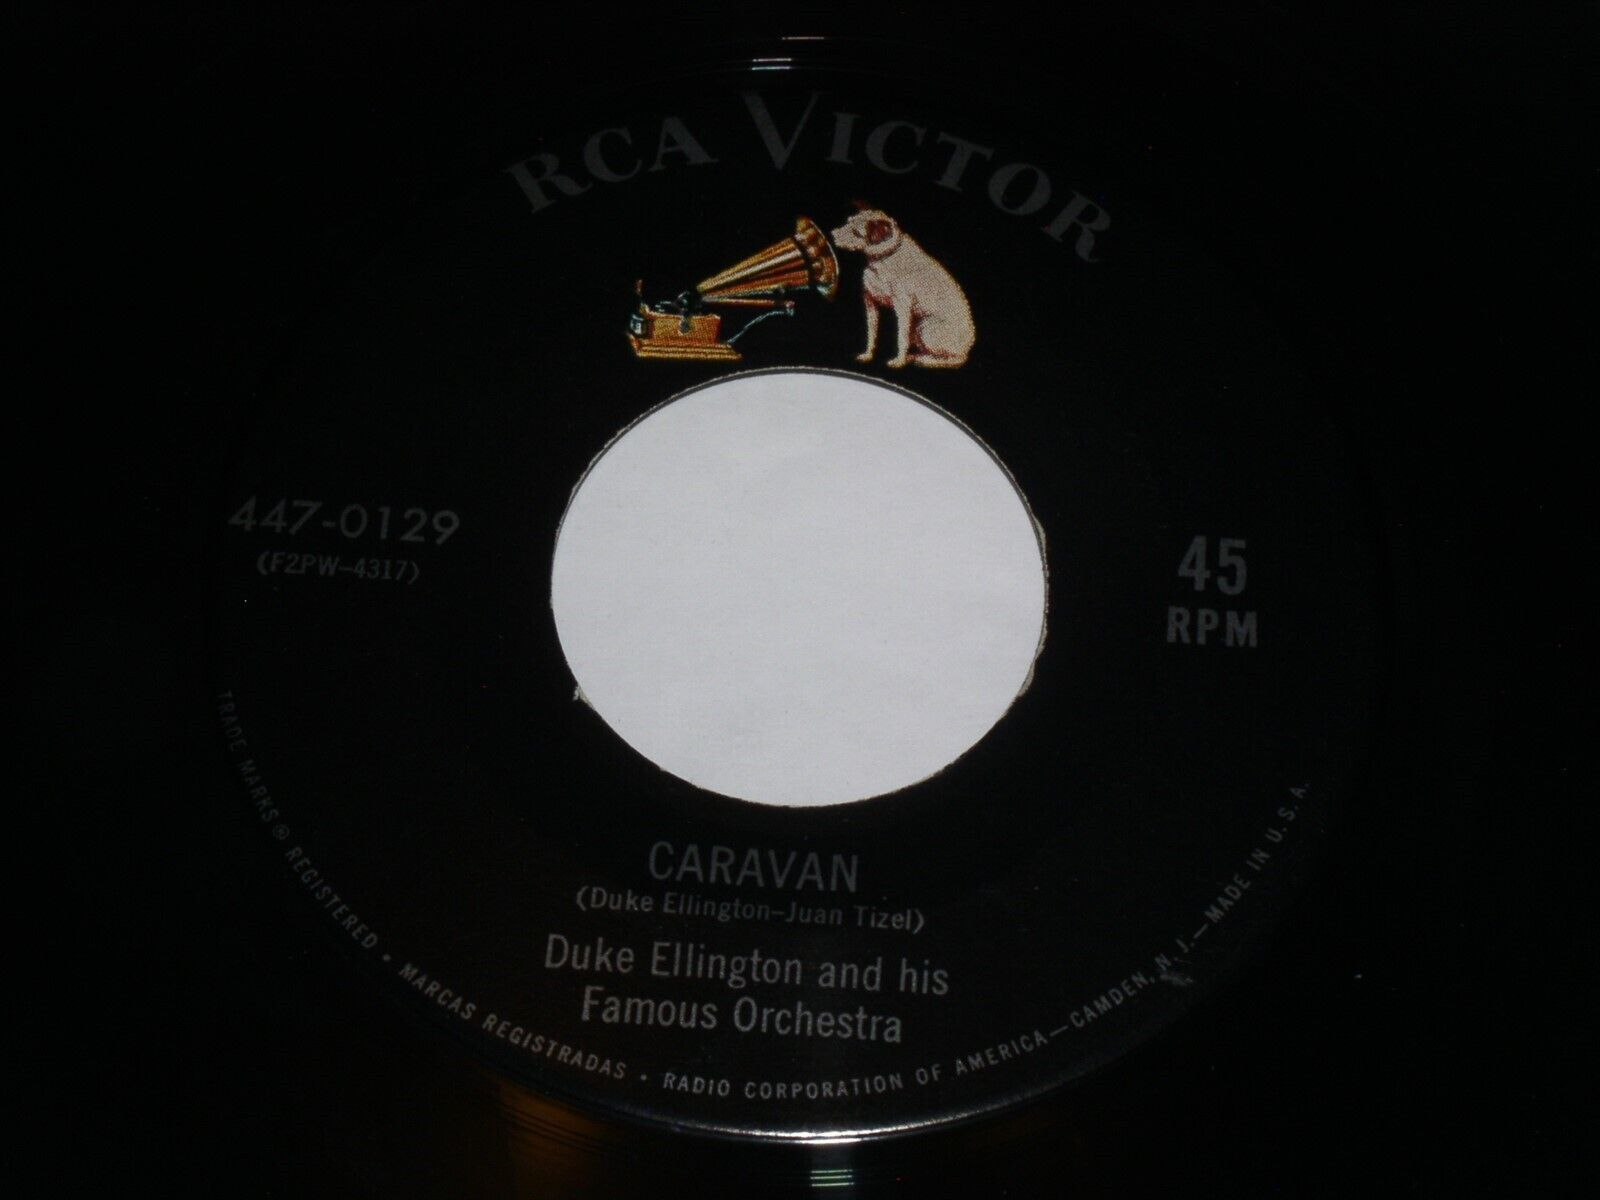 RCA VICTOR
447-0129
(F2PW-4317)
45
RPM
CARAVAN
(Duke Ellington-Juan Tizel)
Duke Ellington and his
Famous Orchestra
TRADE MARKS ® REGISTERED • MARCAS REGISTRADAS • RADIO CORPORATION OF AMERICA—CAMDEN, N. J.—MADE IN U. S. A.